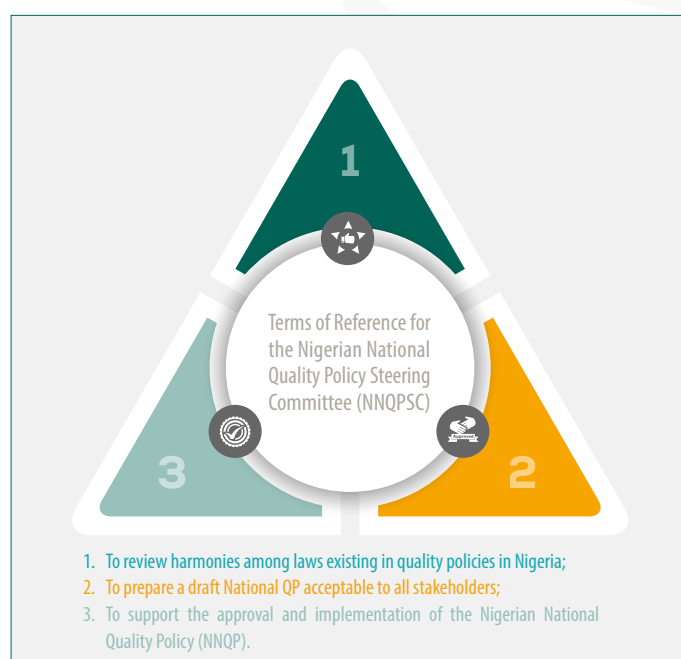 1
Terms of Reference for
the Nigerian National
Quality Policy Steering
Committee (NNQPSC)
Approved
3
2
1. To review harmonies among laws existing in quality policies in Nigeria;
2. To prepare a draft National QP acceptable to all stakeholders;
3. To support the approval and implementation of the Nigerian National
Quality Policy (NNQP).